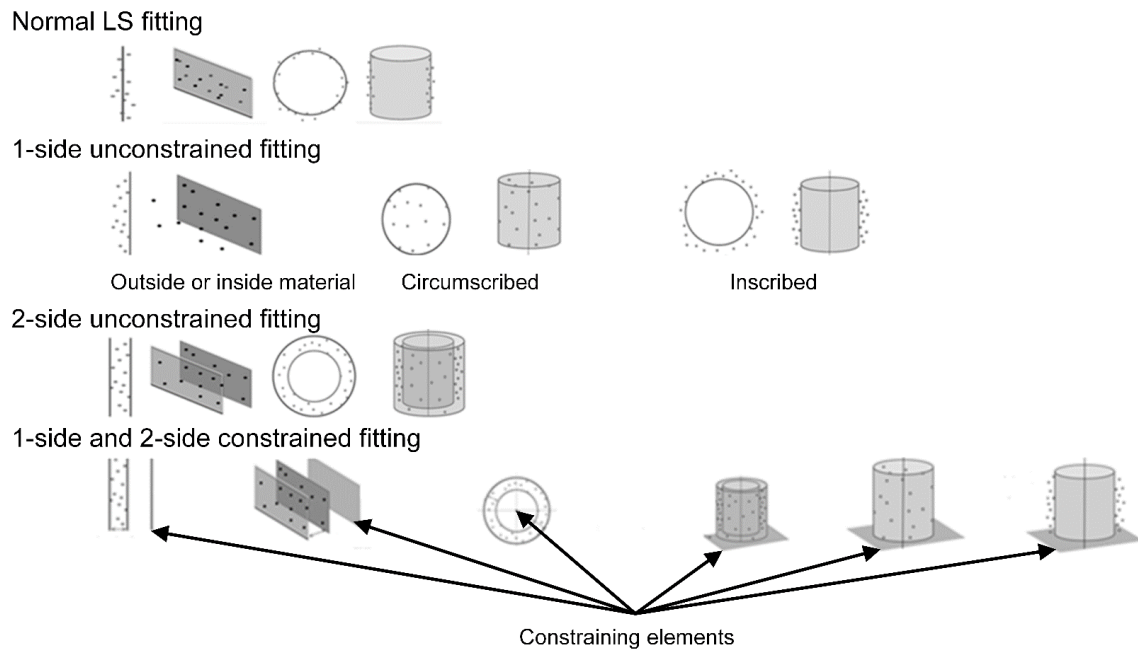 Normal LS fitting
1-side unconstrained fitting
Outside or inside material
Circumscribed
Inscribed
2-side unconstrained fitting
1-side and 2-side constrained fitting
Constraining elements